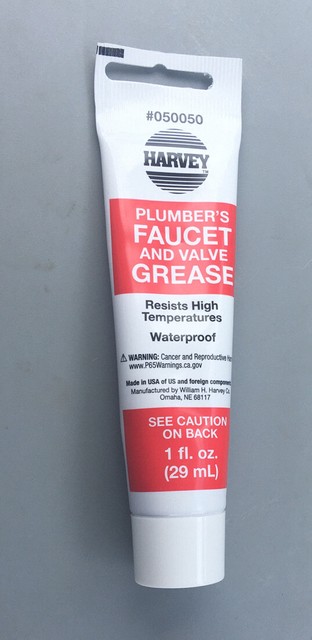 #050050
HARVEY™
PLUMBER'S
FAUCET
AND VALVE
GREASE
Resists High
Temperatures
Waterproof
⚠ WARNING: Cancer and Reproductive
www.P65Warnings.ca.gov
Made in USA of US and foreign
Manufactured by William H. Harvey
Omaha, NE 68117
SEE CAUTION
ON BACK
1 fl. oz.
(29 mL)